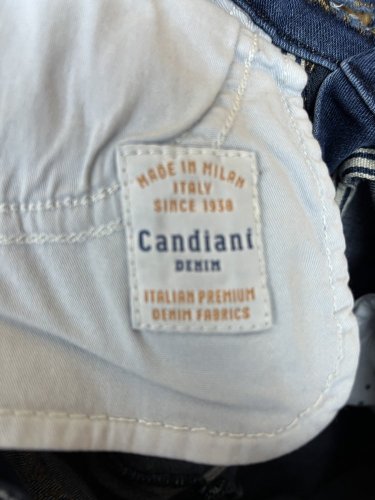 MADE IN MILAN
ITALY
SINCE 1938
Candiani
DENIM
ITALIAN PREMIUM
DENIM FABRICS